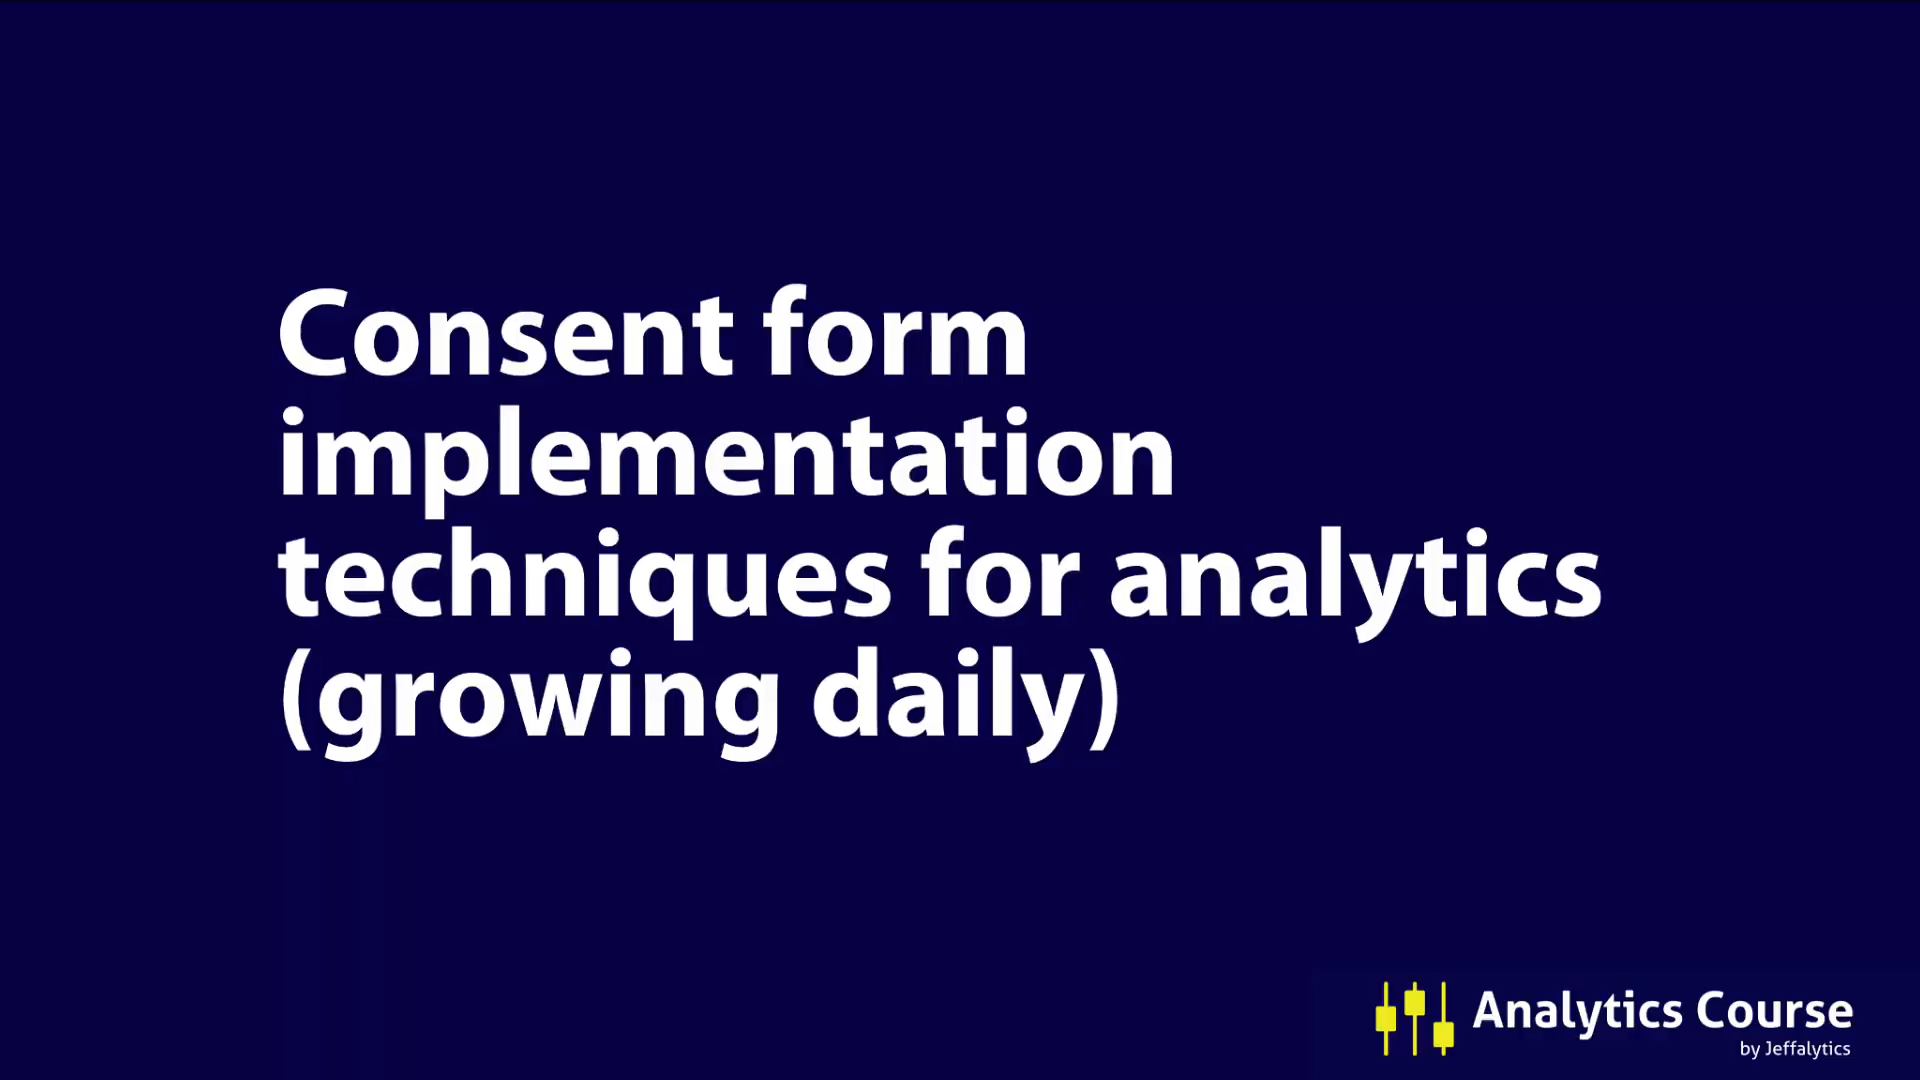 Consent form
implementation
techniques for analytics
(growing daily)
Analytics Course
by Jeffalytics